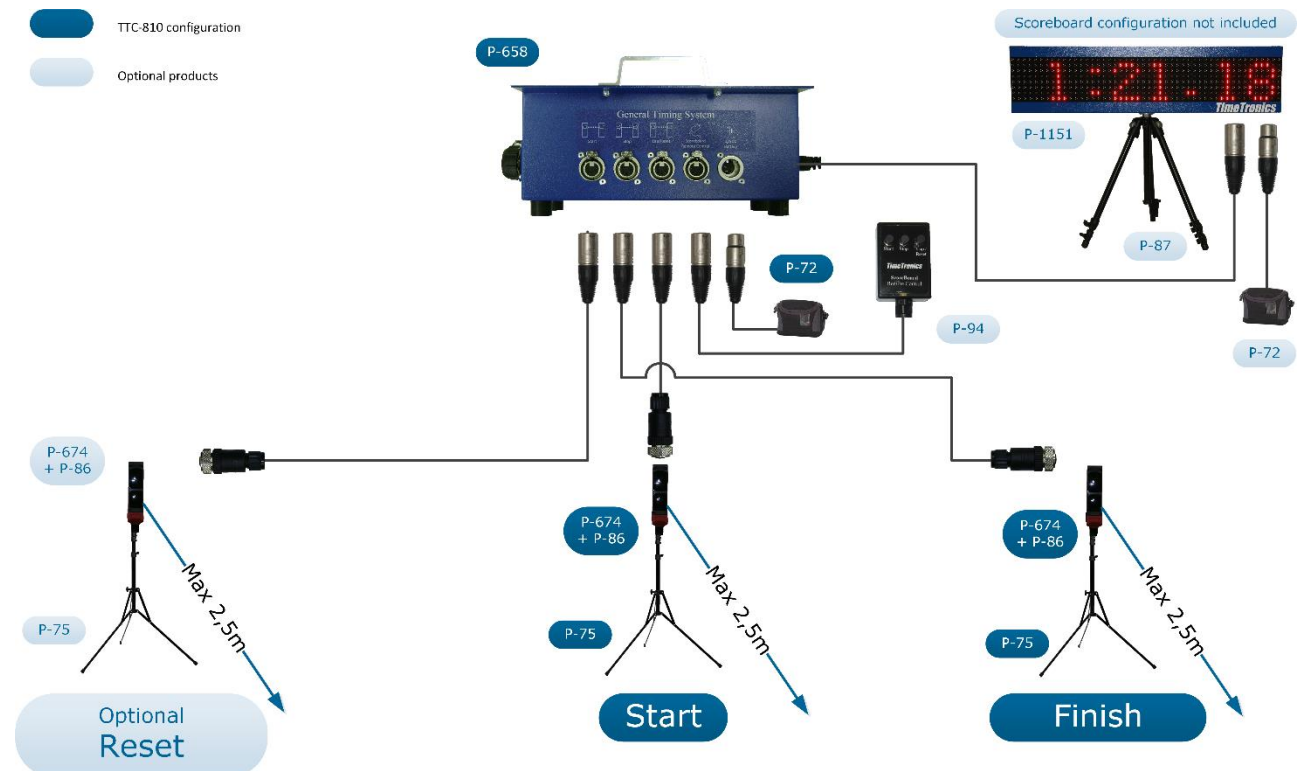 TTC-810 configuration
Optional products
P-658
Scoreboard configuration not included
General Timing System
1:21.18
TimeTronics
P-1151
P-87
P-72
TimeTronics
P-94
P-72
P-674
+ P-86
P-674
+ P-86
P-674
+ P-86
Max 2,5m
Max 2,5m
Max 2,5m
P-75
P-75
P-75
Optional
Reset
Start
Finish